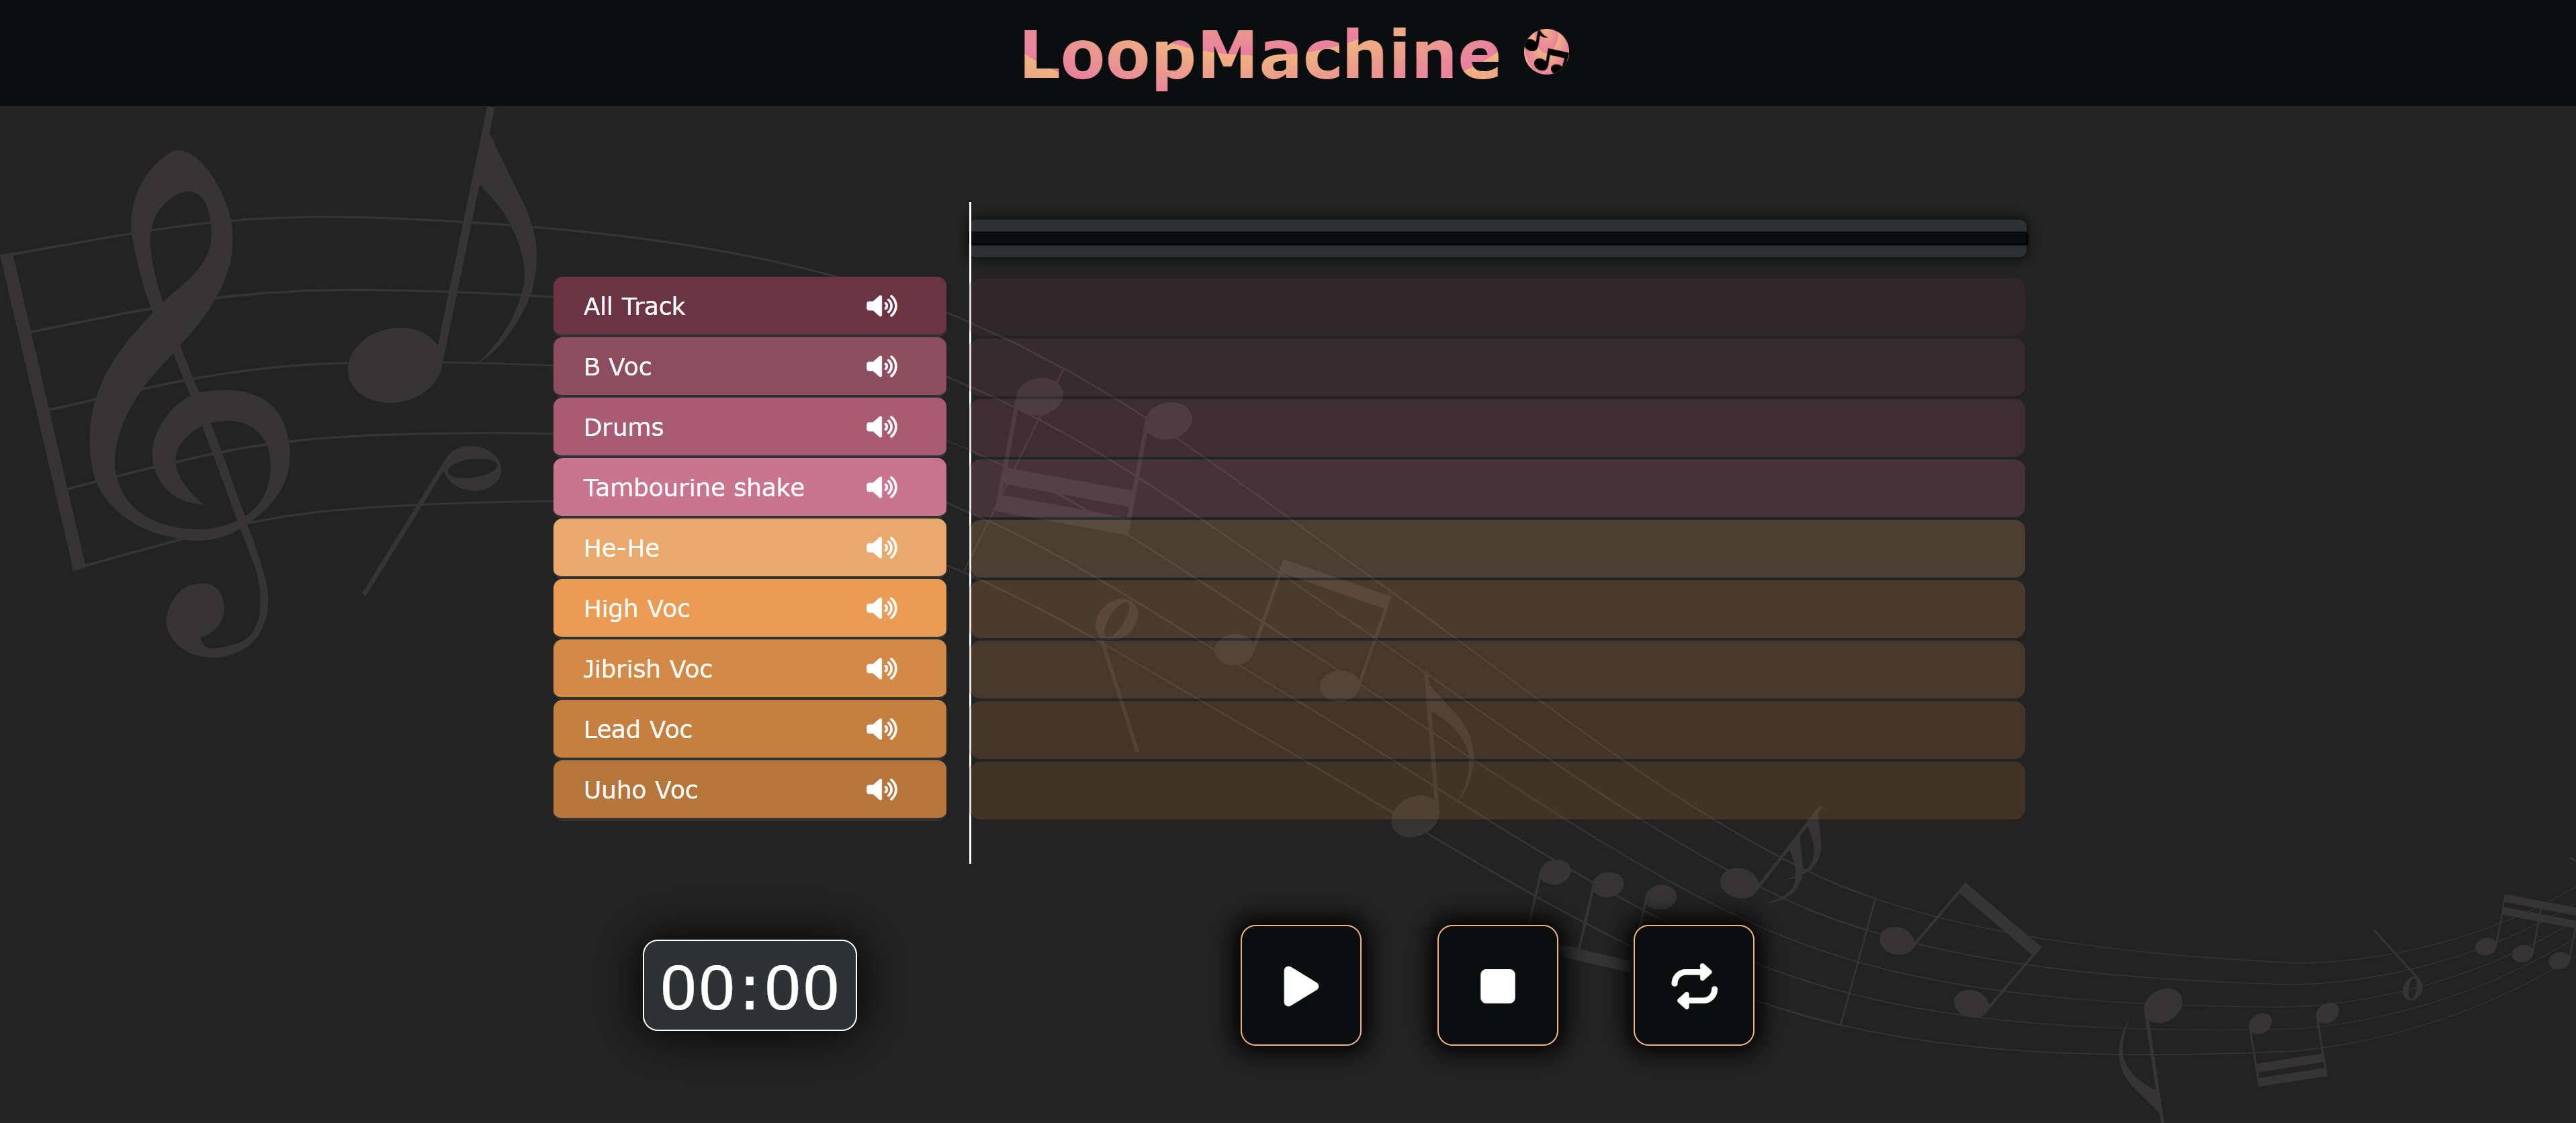 LoopMachine
All Track
B Voc
Drums
Tambourine shake
He-He
High Voc
Jibrish Voc
Lead Voc
Uuho Voc
00:00